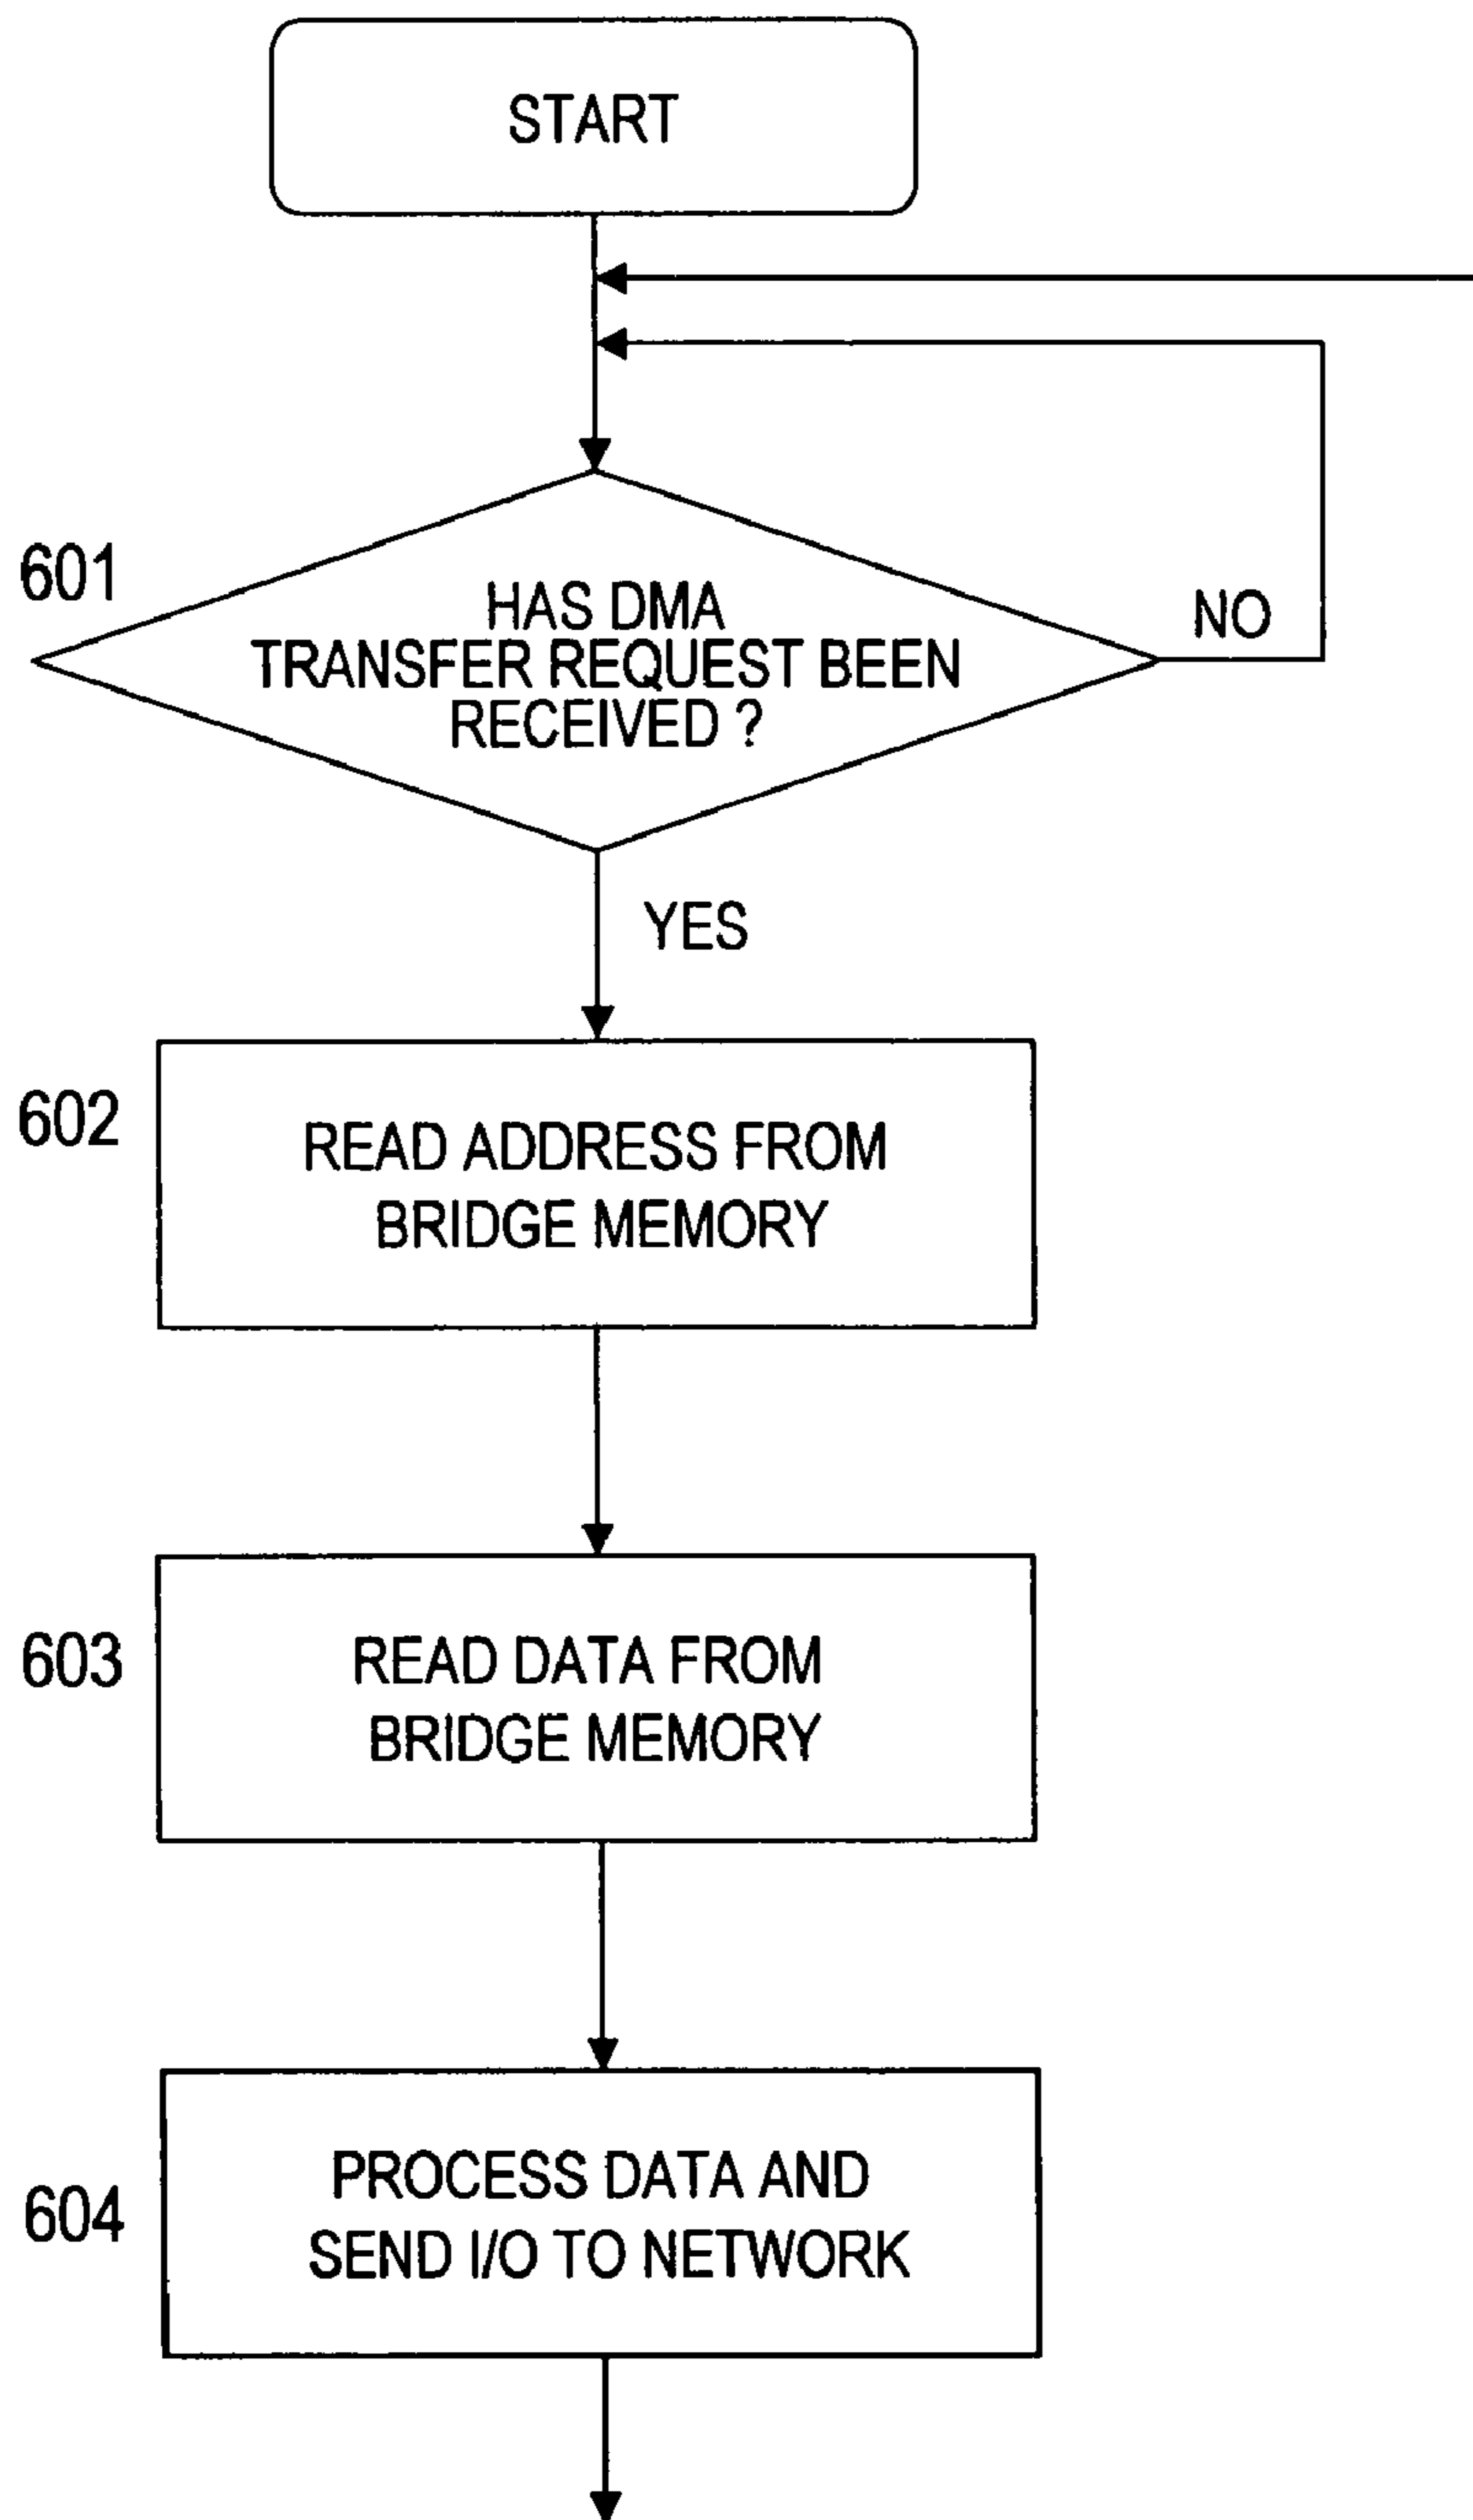 START
601
HAS DMA
TRANSFER REQUEST BEEN
RECEIVED ?
NO
YES
602
READ ADDRESS FROM
BRIDGE MEMORY
603
READ DATA FROM
BRIDGE MEMORY
604
PROCESS DATA AND
SEND I/O TO NETWORK